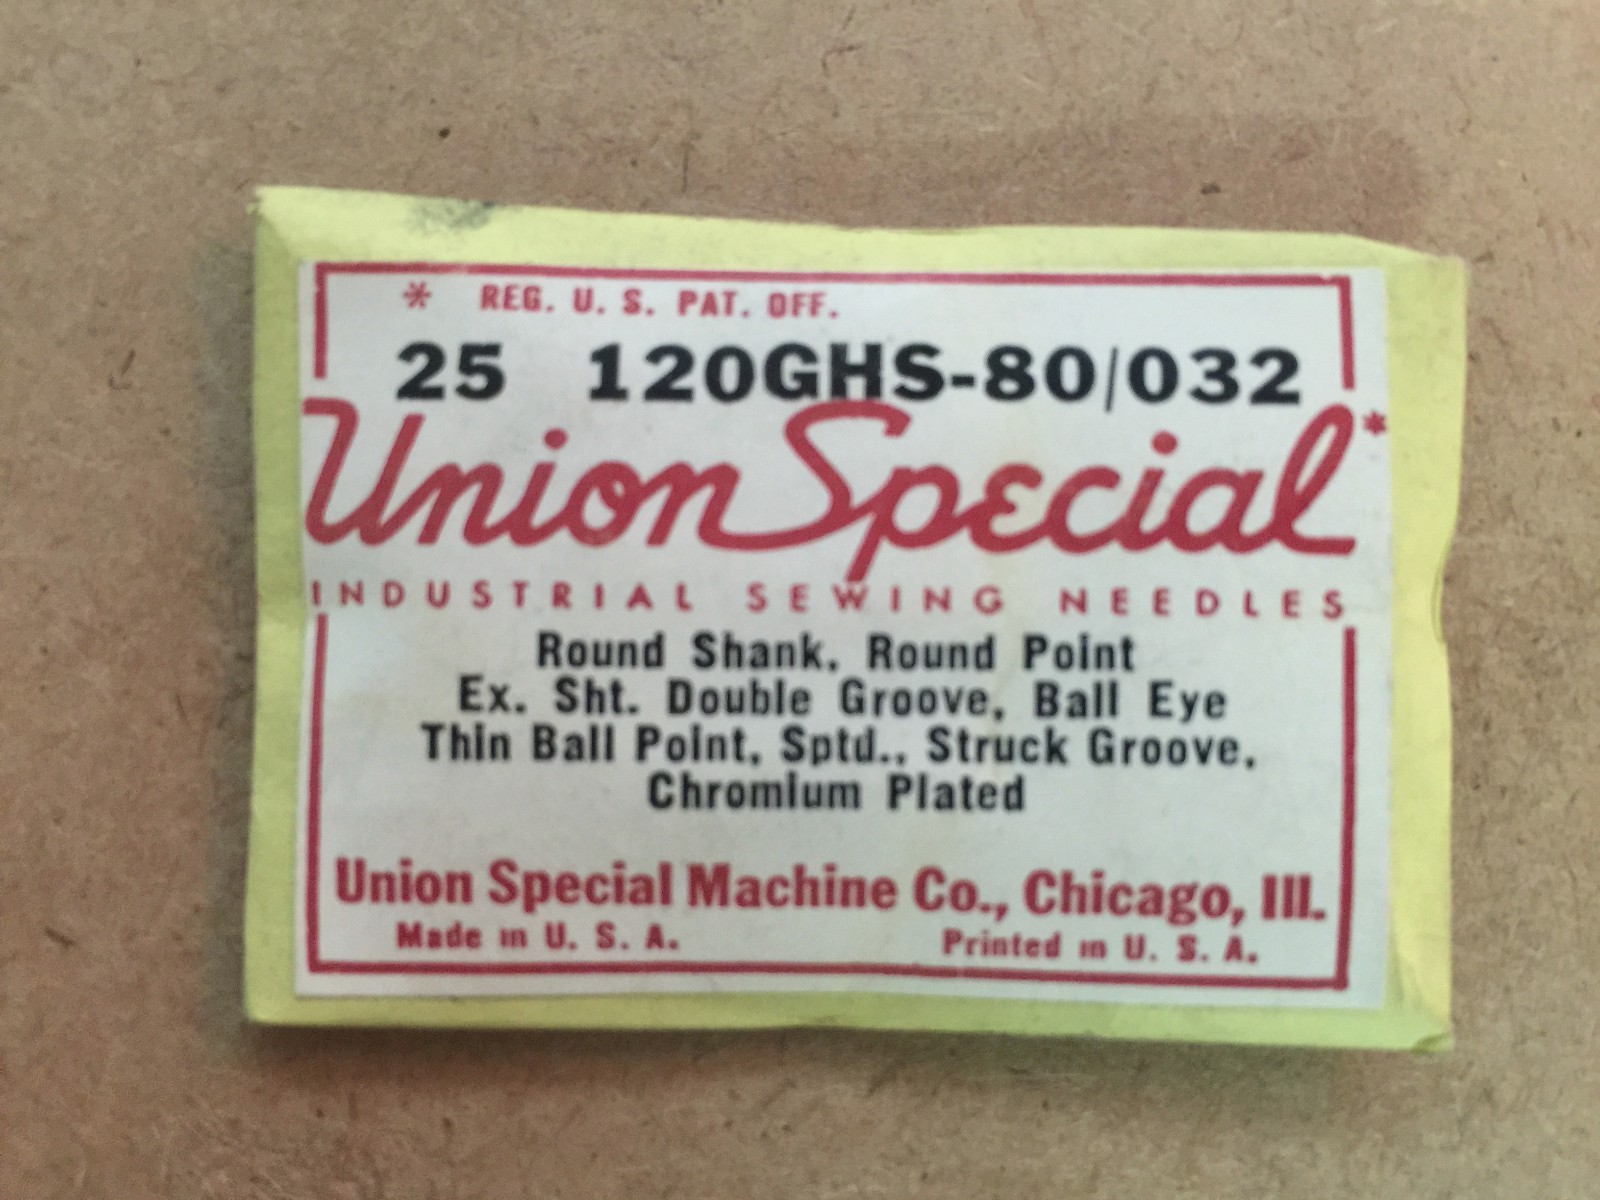 * REG. U. S. PAT. OFF.
25 120GHS-80/032
Union Special*
INDUSTRIAL SEWING NEEDLES
Round Shank, Round Point
Ex. Sht. Double Groove, Ball Eye
Thin Ball Point, Sptd., Struck Groove,
Chromium Plated
Union Special Machine Co., Chicago, Ill.
Made in U. S. A. Printed in U. S. A.